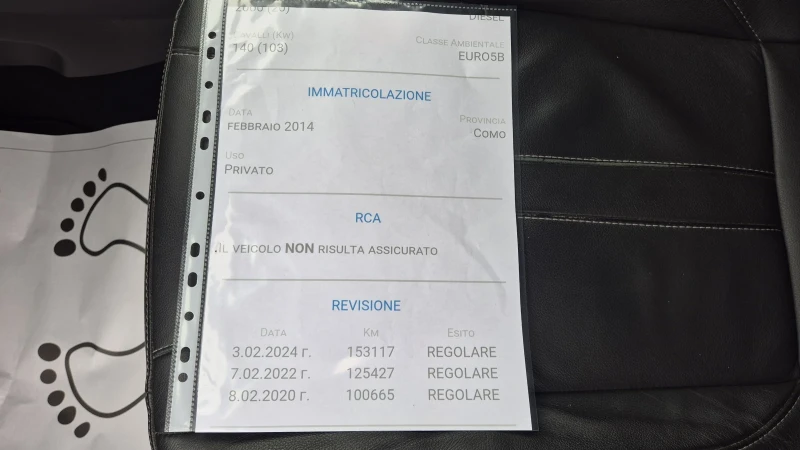 DIESEL
CAVALLI (KW)
CLASSE AMBIENTALE
140 (103)
EURO5B
IMMATRICOLAZIONE
DATA
PROVINCIA
FEBBRAIO 2014
COMO
USO
PRIVATO
RCA
IL VEICOLO NON RISULTA ASSICURATO
REVISIONE
DATA KM ESITO
3.02.2024 г. 153117 REGOLARE
7.02.2022 г. 125427 REGOLARE
8.02.2020 г. 100665 REGOLARE